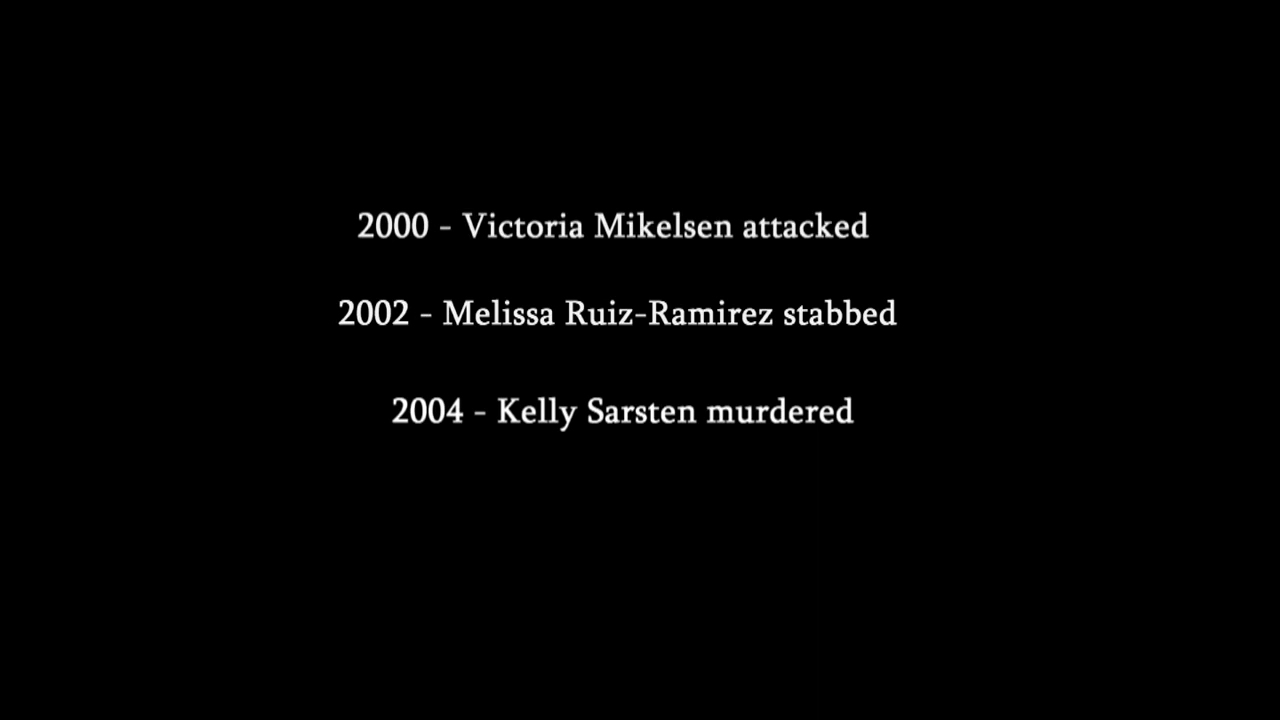 2000 - Victoria Mikelsen attacked
2002 - Melissa Ruiz-Ramirez stabbed
2004 - Kelly Sarsten murdered